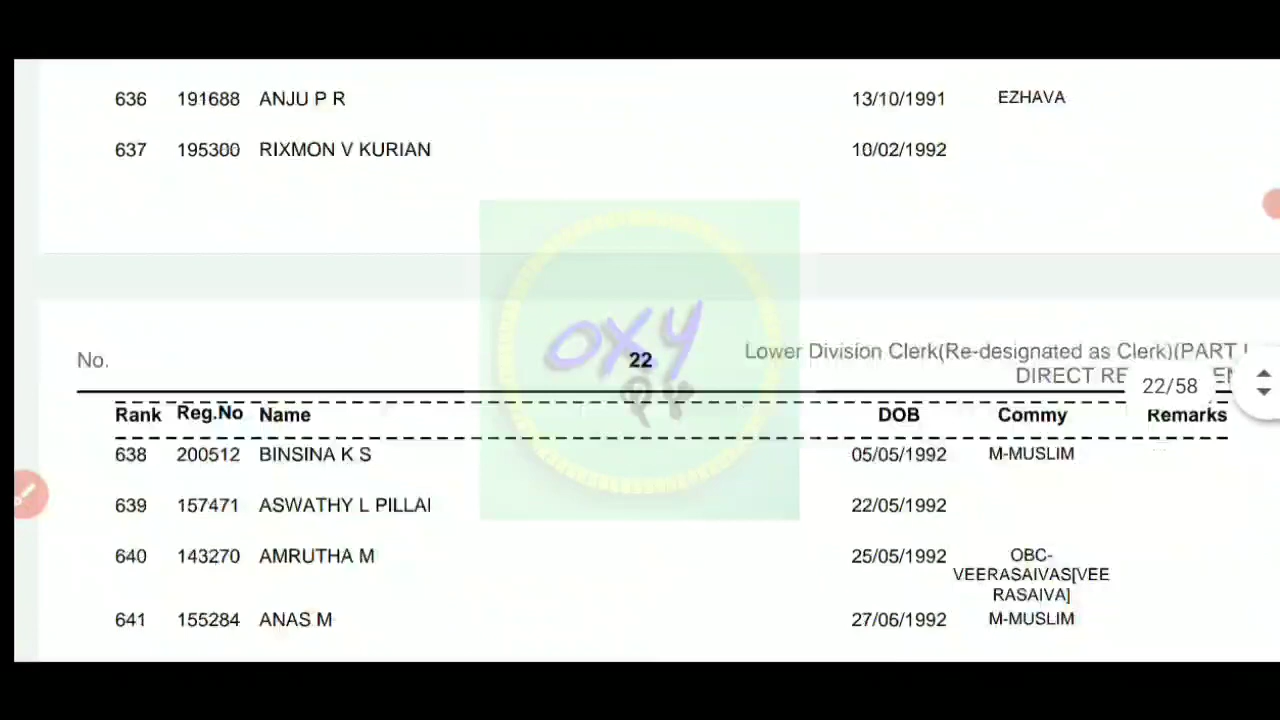 636 191688 ANJU P R 13/10/1991 EZHAVA
637 195300 RIXMON V KURIAN 10/02/1992
No. 22 Lower Division Clerk(Re-designated as Clerk)(PART I
DIRECT RE
22/58
Rank Reg.No Name DOB Commy Remarks
638 200512 BINSINA K S 05/05/1992 M-MUSLIM
639 157471 ASWATHY L PILLAI 22/05/1992
640 143270 AMRUTHA M 25/05/1992 OBC-
VEERASAIVAS[VEE
RASAIVA]
641 155284 ANAS M 27/06/1992 M-MUSLIM
OXY